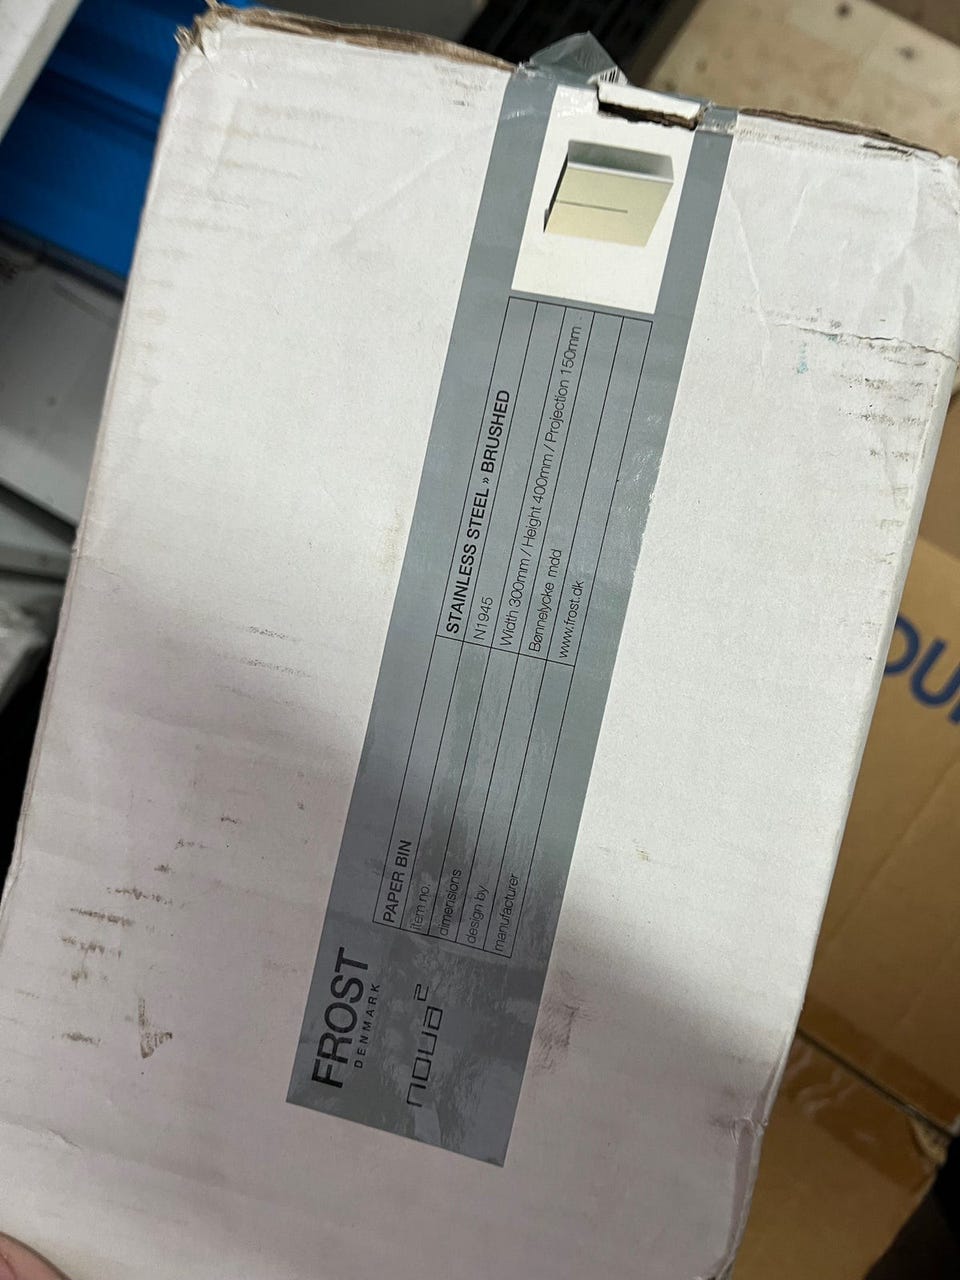 FROST
DENMARK
nova2
PAPER BIN
STAINLESS STEEL » BRUSHED
item no.
N1945
dimensions
Width 300mm / Height 400mm / Projection 150mm
design by
Bønnelycke mdd
manufacturer
www.frost.dk